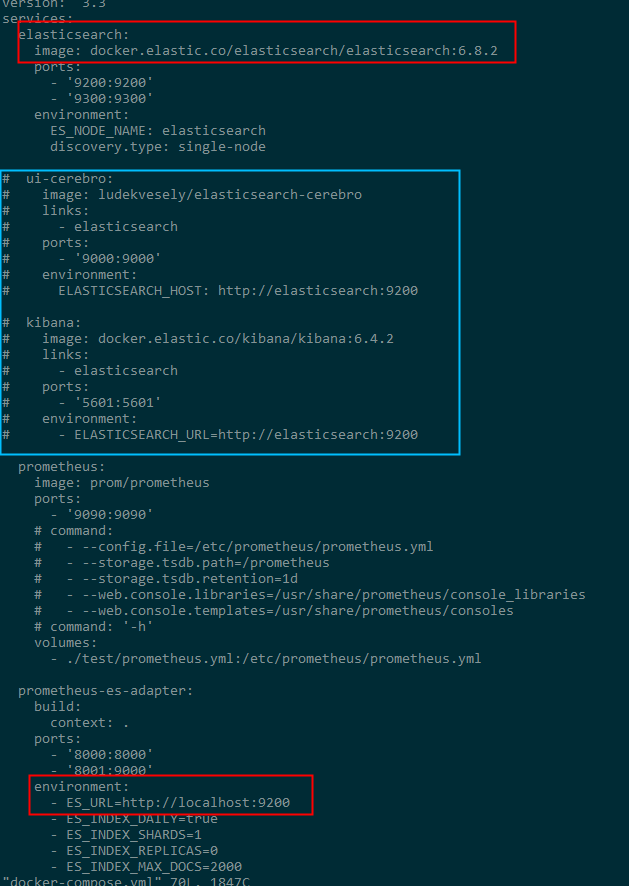 version: '3.3'
services:
  elasticsearch:
    image: docker.elastic.co/elasticsearch/elasticsearch:6.8.2
    ports:
      - '9200:9200'
      - '9300:9300'
    environment:
      ES_NODE_NAME: elasticsearch
      discovery.type: single-node
#  ui-cerebro:
#    image: ludekvesely/elasticsearch-cerebro
#    links:
#      - elasticsearch
#    ports:
#      - '9000:9000'
#    environment:
#      ELASTICSEARCH_HOST: http://elasticsearch:9200
#  kibana:
#    image: docker.elastic.co/kibana/kibana:6.4.2
#    links:
#      - elasticsearch
#    ports:
#      - '5601:5601'
#    environment:
#      - ELASTICSEARCH_URL=http://elasticsearch:9200
  prometheus:
    image: prom/prometheus
    ports:
      - '9090:9090'
    # command:
    #   - --config.file=/etc/prometheus/prometheus.yml
    #   - --storage.tsdb.path=/prometheus
    #   - --storage.tsdb.retention=1d
    #   - --web.console.libraries=/usr/share/prometheus/console_libraries
    #   - --web.console.templates=/usr/share/prometheus/consoles
    # command: '-h'
    volumes:
      - ./test/prometheus.yml:/etc/prometheus/prometheus.yml
  prometheus-es-adapter:
    build:
      context: .
    ports:
      - '8000:8000'
      - '8001:9000'
    environment:
      - ES_URL=http://localhost:9200
      - ES_INDEX_DAILY=true
      - ES_INDEX_SHARDS=1
      - ES_INDEX_REPLICAS=0
      - ES_INDEX_MAX_DOCS=2000
"docker-compose.yml" 70L, 1847C